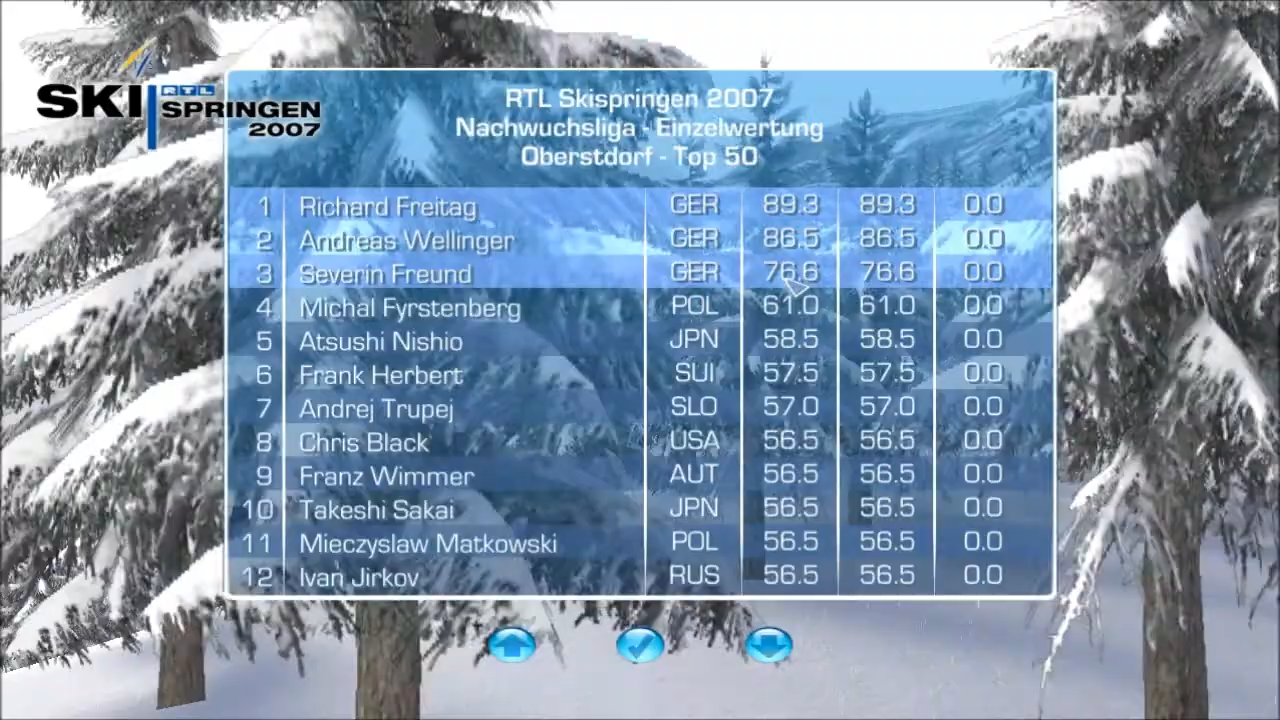 SKI RTL SPRINGEN 2007
RTL Skispringen 2007
Nachwuchsliga - Einzelwertung
Oberstdorf - Top 50
1 Richard Freitag GER 89.3 89.3 0.0
2 Andreas Wellinger GER 86.5 86.5 0.0
3 Severin Freund GER 76.6 76.6 0.0
4 Michal Fyrstenberg POL 61.0 61.0 0.0
5 Atsushi Nishio JPN 58.5 58.5 0.0
6 Frank Herbert SUI 57.5 57.5 0.0
7 Andrej Trupej SLO 57.0 57.0 0.0
8 Chris Black USA 56.5 56.5 0.0
9 Franz Wimmer AUT 56.5 56.5 0.0
10 Takeshi Sakai JPN 56.5 56.5 0.0
11 Mieczyslaw Matkowski POL 56.5 56.5 0.0
12 Ivan Jirkov RUS 56.5 56.5 0.0